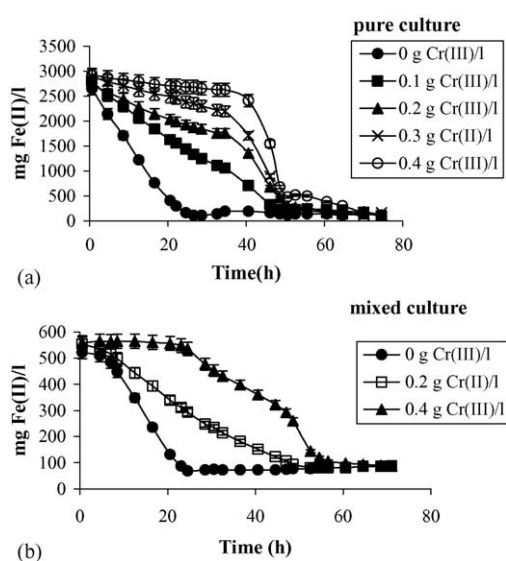 pure culture
0 g Cr(III)/l
0.1 g Cr(III)/l
0.2 g Cr(III)/l
0.3 g Cr(II)/l
0.4 g Cr(III)/l
mg Fe(II)/l
3500
3000
2500
2000
1500
1000
500
0
0 20 40 60 80
Time(h)
(a)
mixed culture
0 g Cr(III)/l
0.2 g Cr(II)/l
0.4 g Cr(III)/l
mg Fe(II)/l
600
500
400
300
200
100
0
0 20 40 60 80
Time (h)
(b)